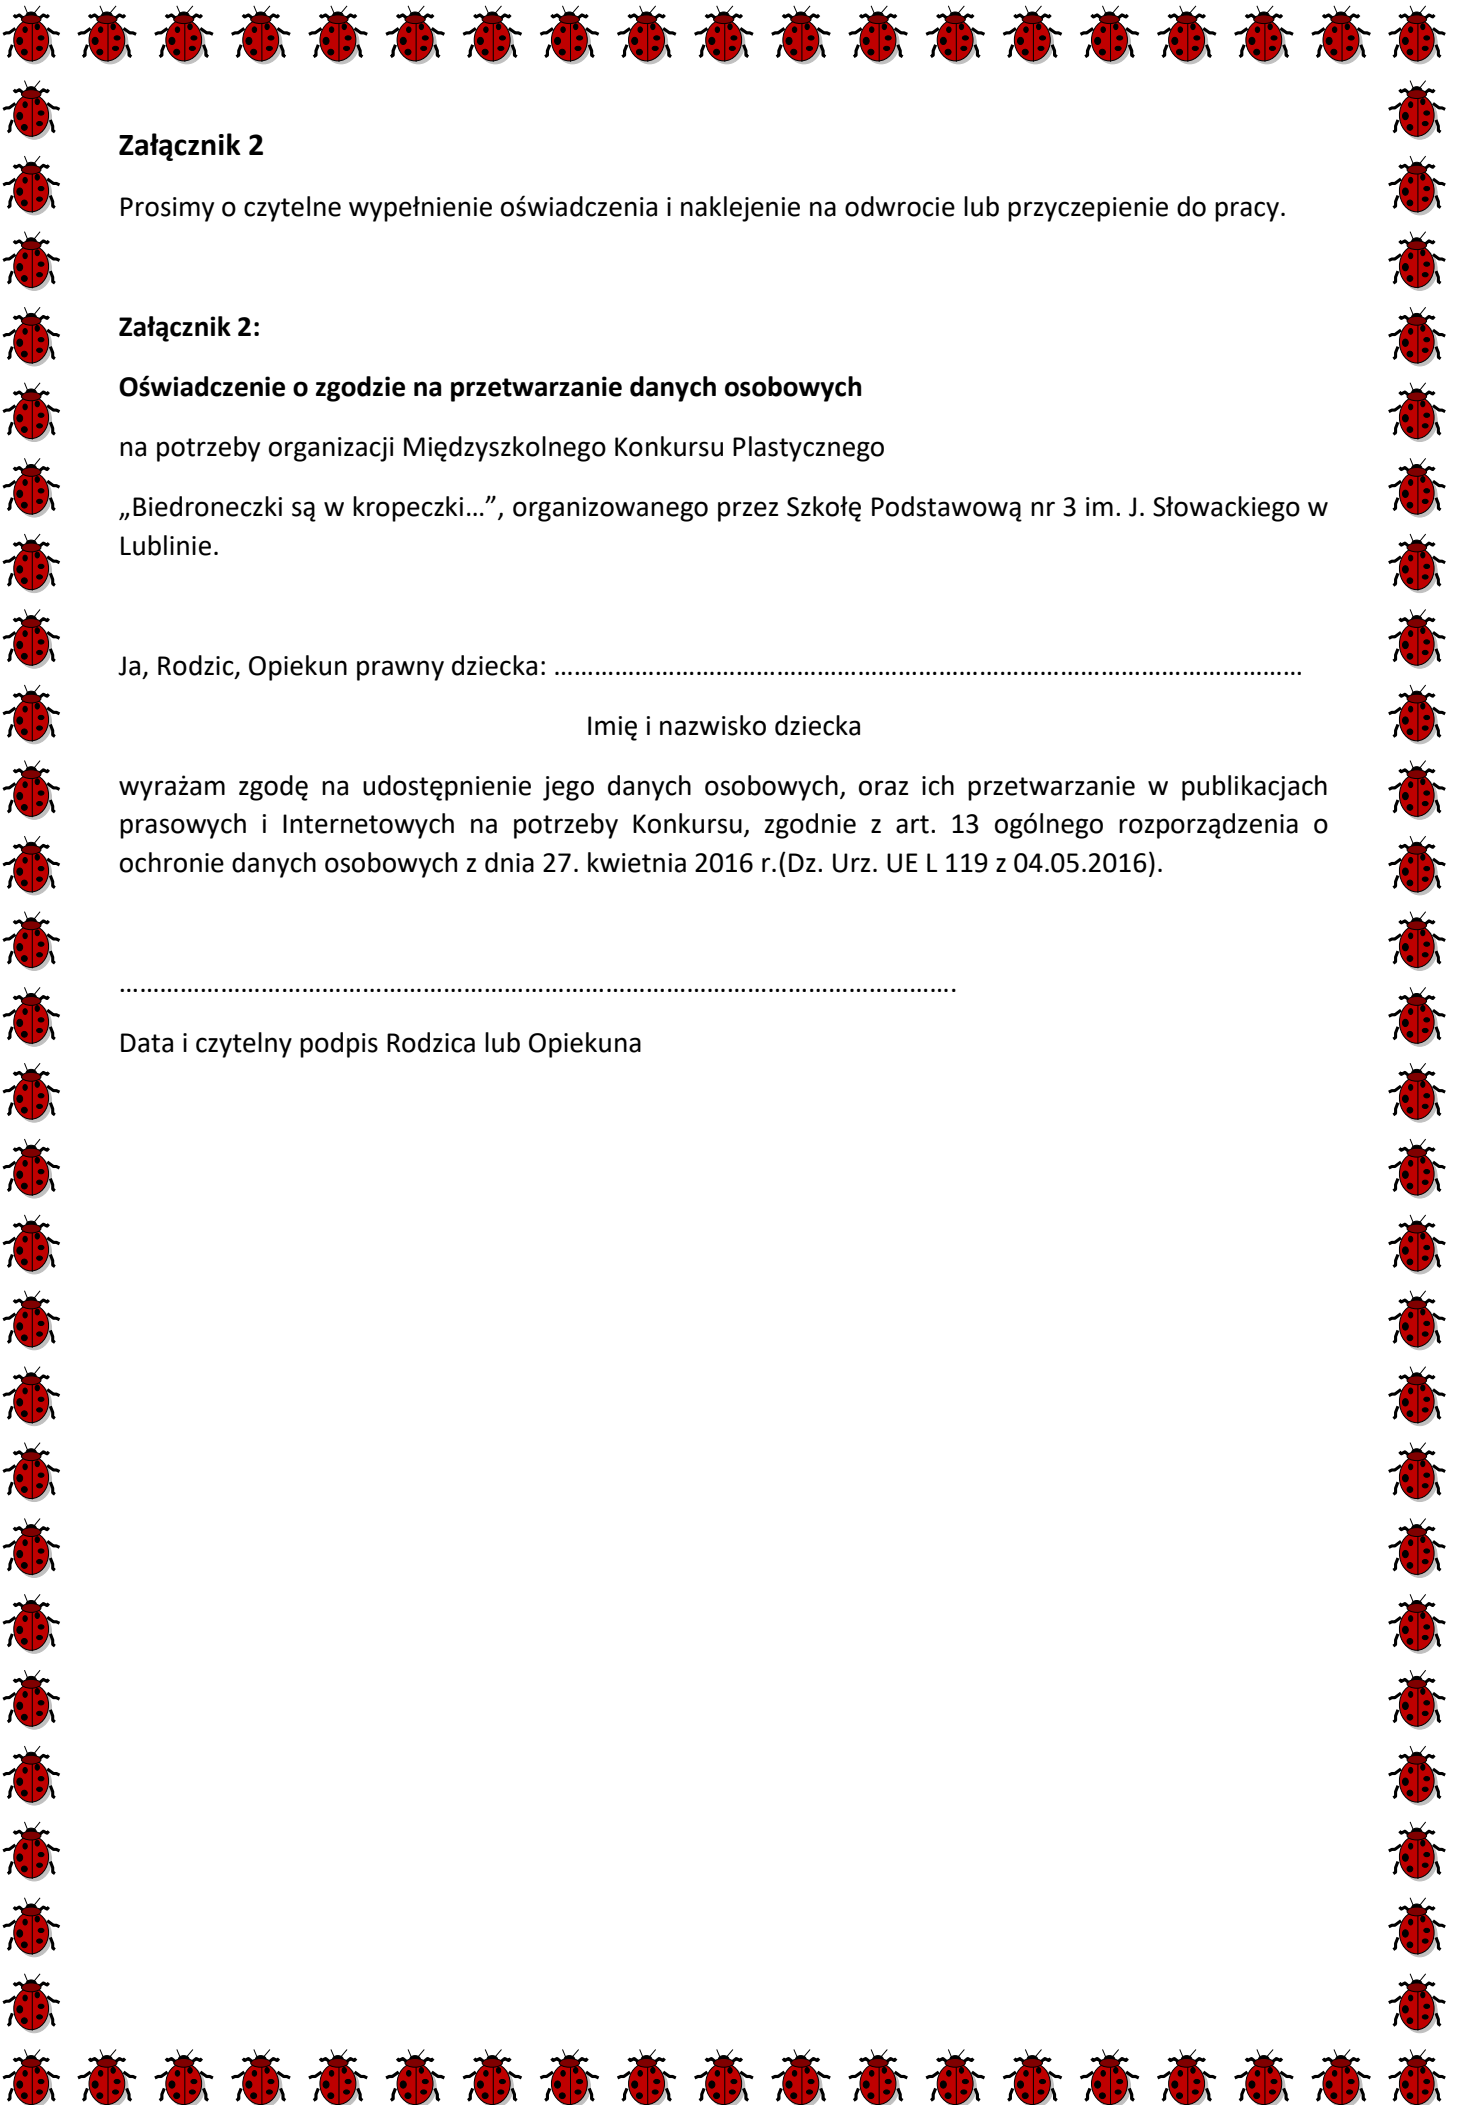 Załącznik 2
Prosimy o czytelne wypełnienie oświadczenia i naklejenie na odwrocie lub przyczepienie do pracy.
Załącznik 2:
Oświadczenie o zgodzie na przetwarzanie danych osobowych
na potrzeby organizacji Międzyszkolnego Konkursu Plastycznego
„Biedroneczki są w kropeczki…”, organizowanego przez Szkołę Podstawową nr 3 im. J. Słowackiego w
Lublinie.
Ja, Rodzic, Opiekun prawny dziecka: …………………………………………………………………………………………………
Imię i nazwisko dziecka
wyrażam zgodę na udostępnienie jego danych osobowych, oraz ich przetwarzanie w publikacjach
prasowych i Internetowych na potrzeby Konkursu, zgodnie z art. 13 ogólnego rozporządzenia o
ochronie danych osobowych z dnia 27. kwietnia 2016 r.(Dz. Urz. UE L 119 z 04.05.2016).
…………………………………………………………………………………………………………….
Data i czytelny podpis Rodzica lub Opiekuna